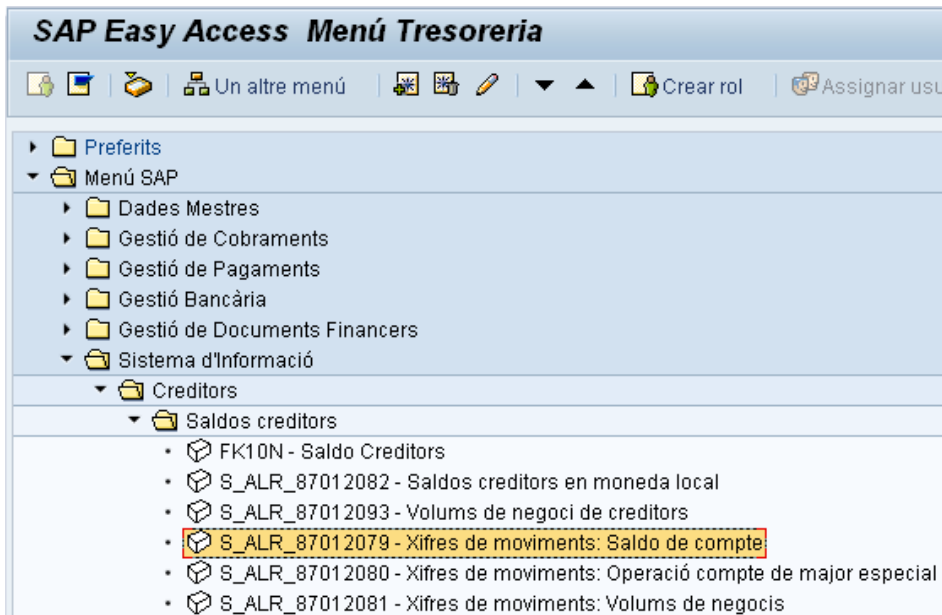 SAP Easy Access Menú Tresoreria
Un altre menú Crear rol Assignar usu
Preferits
Menú SAP
Dades Mestres
Gestió de Cobraments
Gestió de Pagaments
Gestió Bancària
Gestió de Documents Financers
Sistema d'Informació
Creditors
Saldos creditors
FK10N - Saldo Creditors
S_ALR_87012082 - Saldos creditors en moneda local
S_ALR_87012093 - Volums de negoci de creditors
S_ALR_87012079 - Xifres de moviments: Saldo de compte
S_ALR_87012080 - Xifres de moviments: Operació compte de major especial
S_ALR_87012081 - Xifres de moviments: Volums de negocis